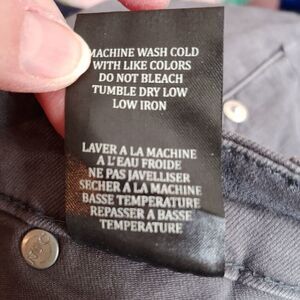 MACHINE WASH COLD
WITH LIKE COLORS
DO NOT BLEACH
TUMBLE DRY LOW
LOW IRON
LAVER A LA MACHINE
A L'EAU FROIDE
NE PAS JAVELLISER
SECHER A LA MACHINE
BASSE TEMPERATURE
REPASSER A BASSE
TEMPERATURE